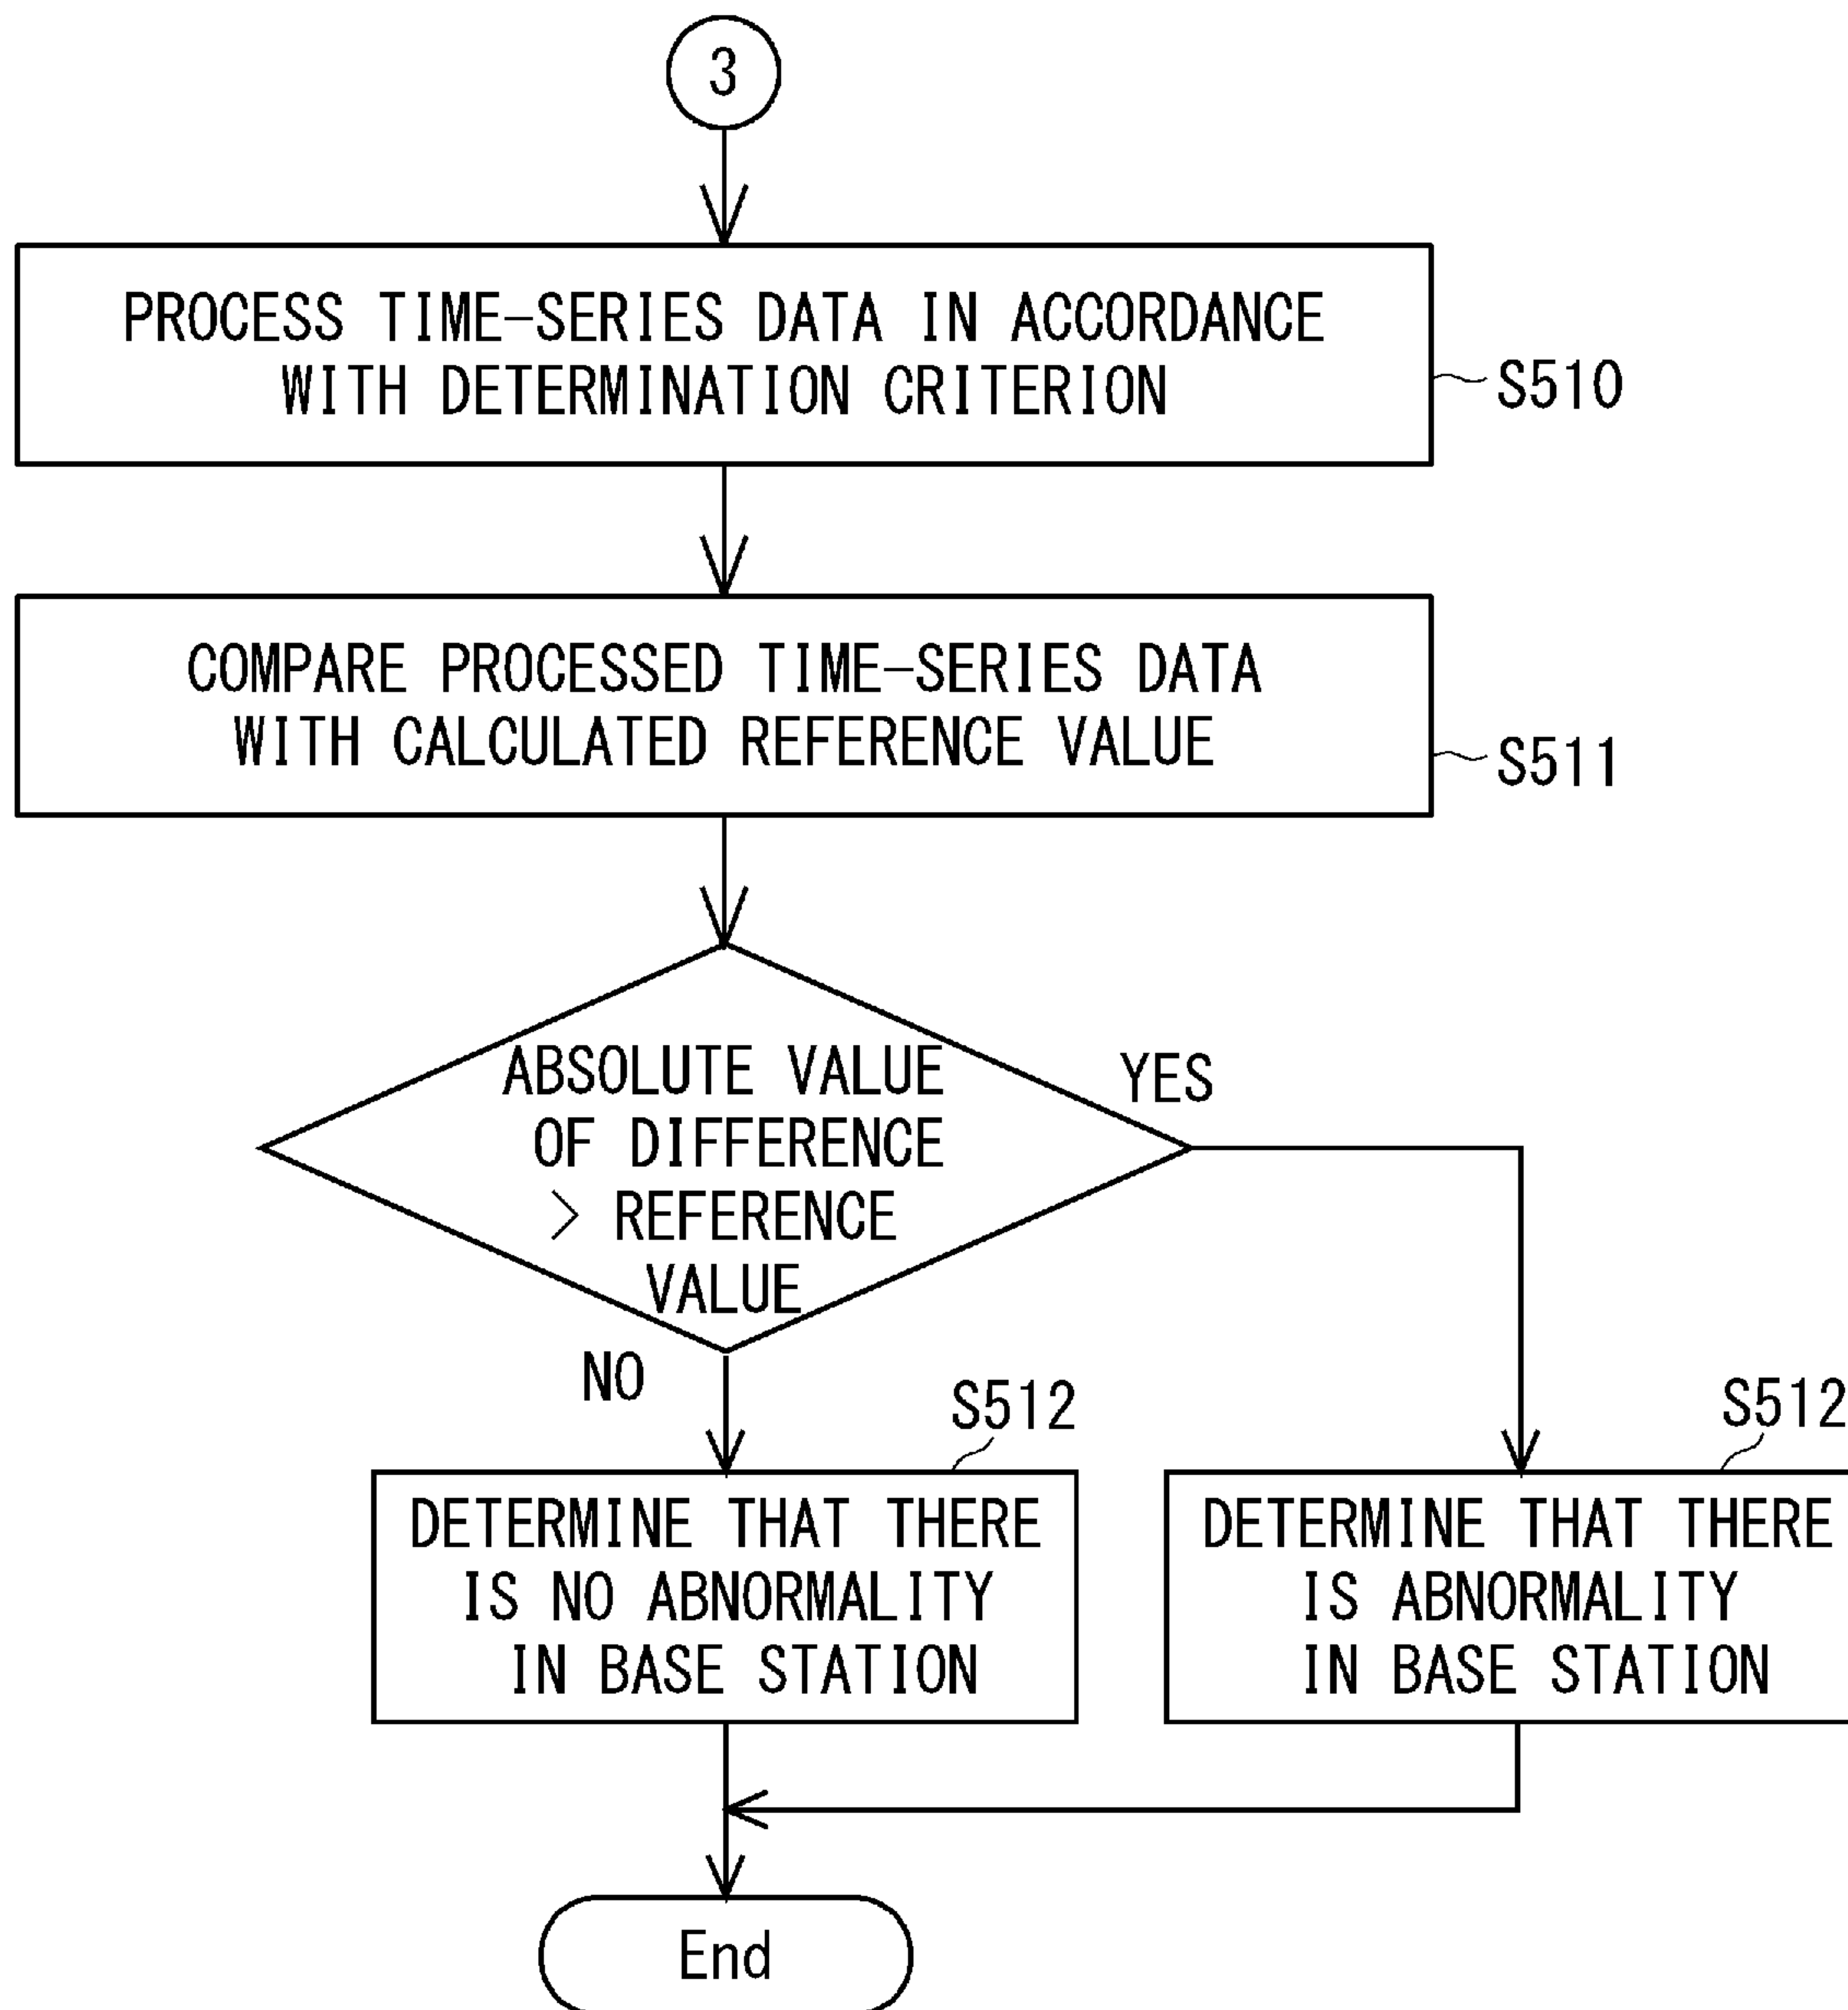 3
PROCESS TIME-SERIES DATA IN ACCORDANCE
WITH DETERMINATION CRITERION
S510
COMPARE PROCESSED TIME-SERIES DATA
WITH CALCULATED REFERENCE VALUE
S511
ABSOLUTE VALUE
OF DIFFERENCE
> REFERENCE
VALUE
YES
NO
S512
DETERMINE THAT THERE
IS NO ABNORMALITY
IN BASE STATION
S512
DETERMINE THAT THERE
IS ABNORMALITY
IN BASE STATION
End